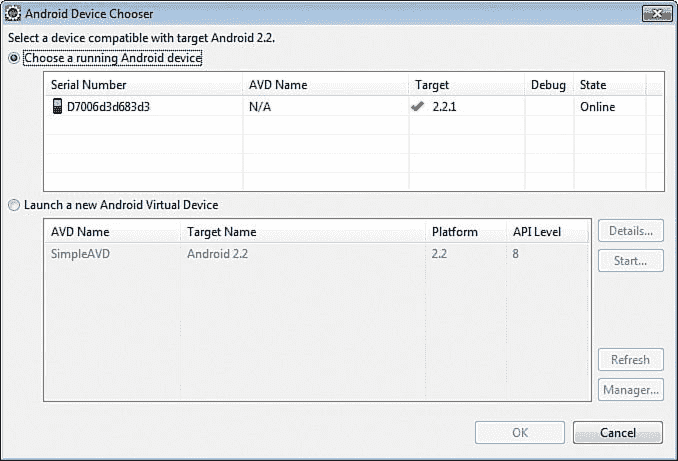 Android Device Chooser
Select a device compatible with target Android 2.2.
Choose a running Android device
Serial Number AVD Name Target Debug State
D7006d3d683d3 N/A 2.2.1 Online
Launch a new Android Virtual Device
AVD Name Target Name Platform API Level Details...
SimpleAVD Android 2.2 2.2 8 Start...
Refresh
Manager...
OK Cancel